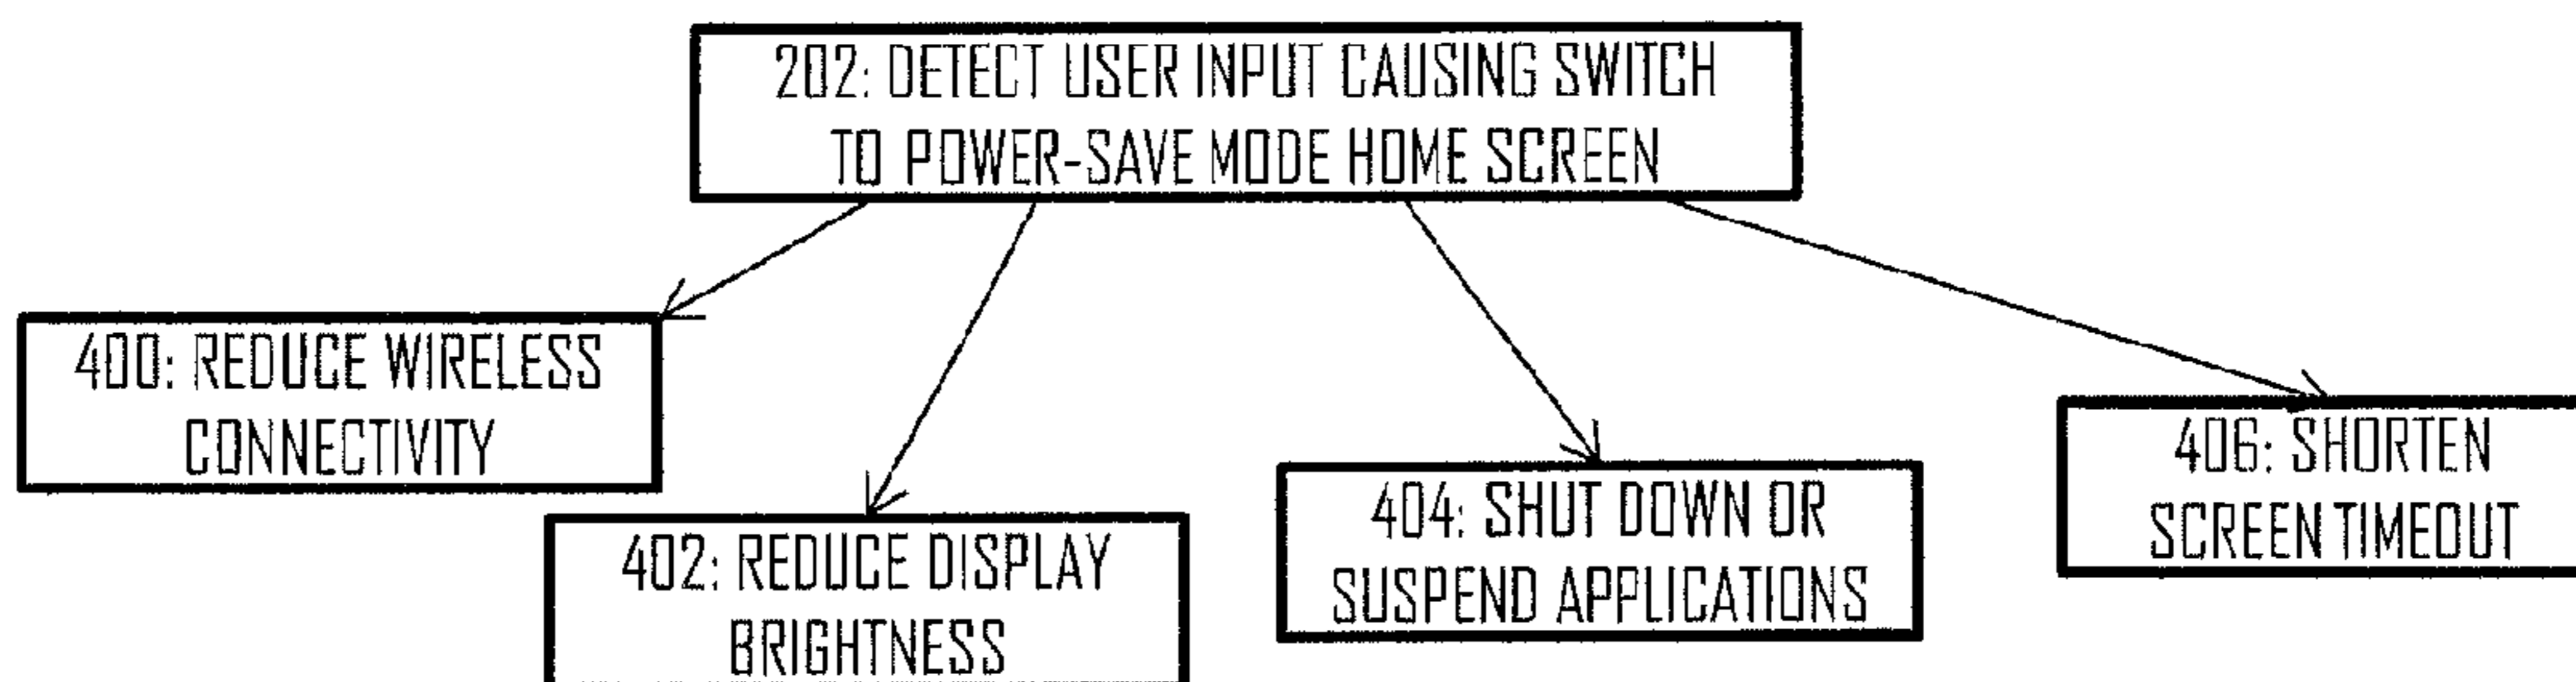 202: DETECT USER INPUT CAUSING SWITCH
TO POWER-SAVE MODE HOME SCREEN
400: REDUCE WIRELESS
CONNECTIVITY
402: REDUCE DISPLAY
BRIGHTNESS
404: SHUT DOWN OR
SUSPEND APPLICATIONS
406: SHORTEN
SCREEN TIMEOUT